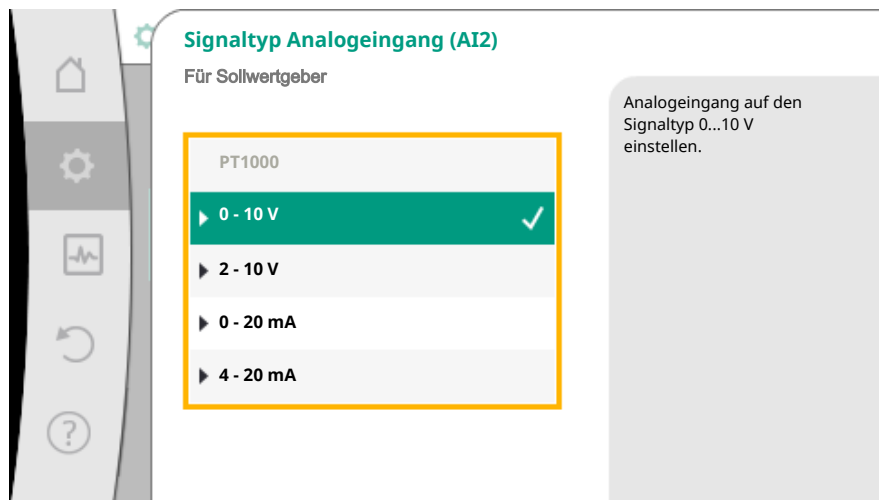 Signaltyp Analogeingang (AI2)
Für Sollwertgeber
PT1000
0 - 10 V
2 - 10 V
0 - 20 mA
4 - 20 mA
Analogeingang auf den
Signaltyp 0...10 V
einstellen.
?